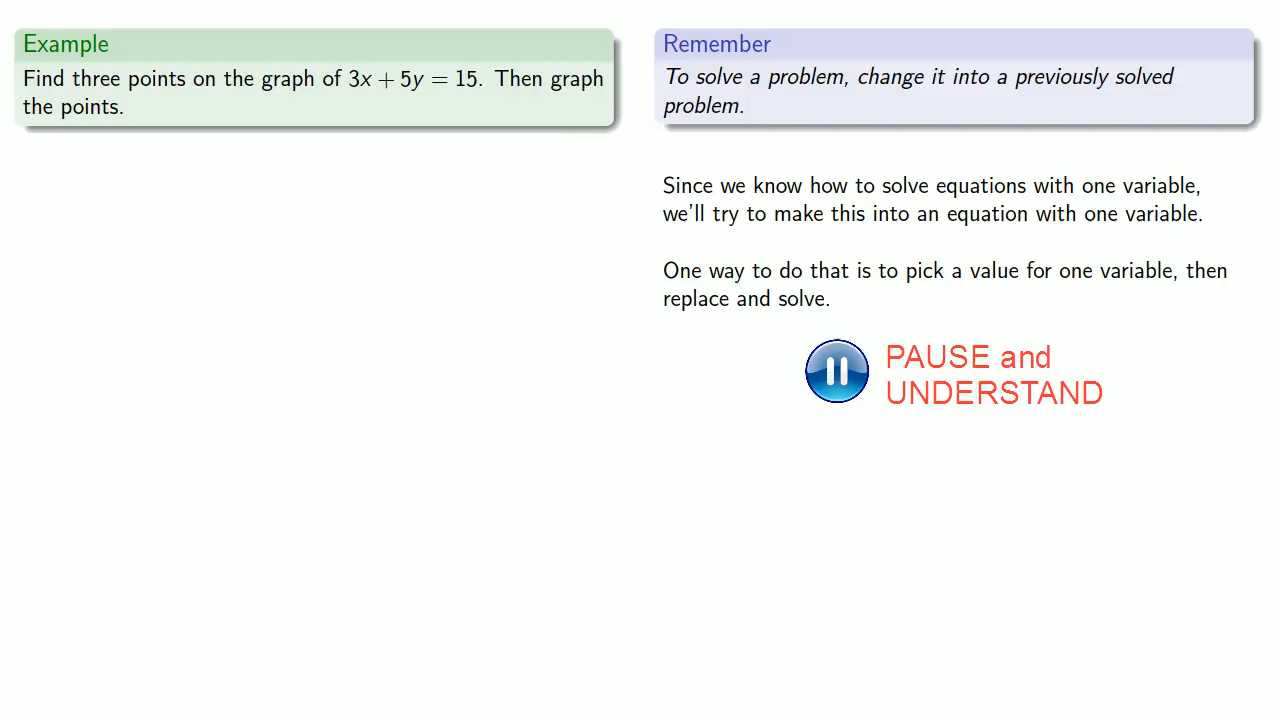 Example
Find three points on the graph of 3x + 5y = 15. Then graph
the points.
Remember
To solve a problem, change it into a previously solved
problem.
Since we know how to solve equations with one variable,
we'll try to make this into an equation with one variable.
One way to do that is to pick a value for one variable, then
replace and solve.
PAUSE and
UNDERSTAND